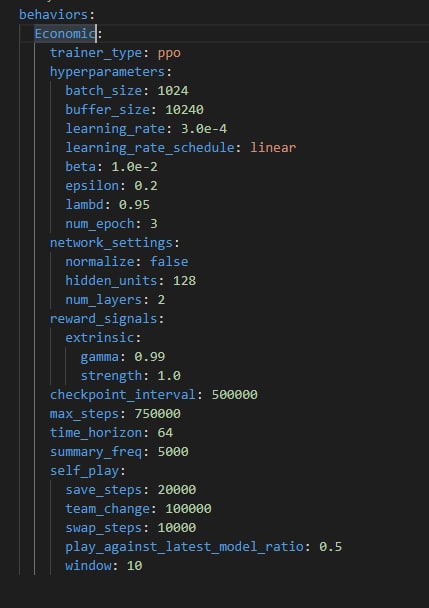 behaviors:
Economic:
trainer_type: ppo
hyperparameters:
batch_size: 1024
buffer_size: 10240
learning_rate: 3.0e-4
learning_rate_schedule: linear
beta: 1.0e-2
epsilon: 0.2
lambd: 0.95
num_epoch: 3
network_settings:
normalize: false
hidden_units: 128
num_layers: 2
reward_signals:
extrinsic:
gamma: 0.99
strength: 1.0
checkpoint_interval: 500000
max_steps: 750000
time_horizon: 64
summary_freq: 5000
self_play:
save_steps: 20000
team_change: 100000
swap_steps: 10000
play_against_latest_model_ratio: 0.5
window: 10